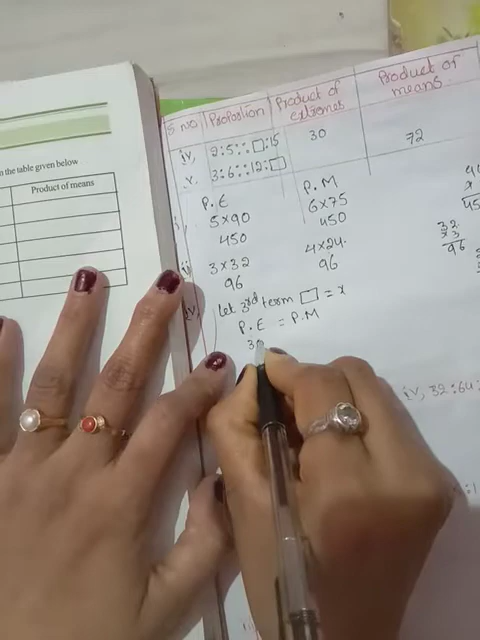 n the table given below
Product of means
S.NO Proportion Product of extremes Product of means
iv, 2:5::□:15 30
v. 3:6::12:□ 72
P.E P.M
5×90 6×75
450 450
ii 3×32 4×24
96 96
32
×3
96
iv, Let 3rd term □ = x
P.E = P.M
30
iv, 32:64: